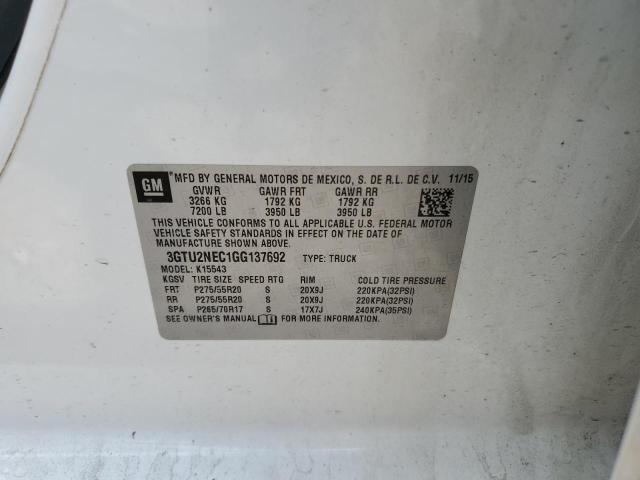 GM
MFD BY GENERAL MOTORS DE MEXICO, S. DE R.L. DE C.V. 11/15
GVWR GAWR FRT GAWR RR
3266 KG 1792 KG 1792 KG
7200 LB 3950 LB 3950 LB
THIS VEHICLE CONFORMS TO ALL APPLICABLE U.S. FEDERAL MOTOR
VEHICLE SAFETY STANDARDS IN EFFECT ON THE DATE OF
MANUFACTURE SHOWN ABOVE.
3GTU2NEC1GG137692 TYPE: TRUCK
MODEL: K15543
KGSV TIRE SIZE SPEED RTG RIM COLD TIRE PRESSURE
FRT P275/55R20 S 20X9J 220KPA(32PSI)
RR P275/55R20 S 20X9J 220KPA(32PSI)
SPA P265/70R17 S 17X7J 240KPA(35PSI)
SEE OWNER'S MANUAL FOR MORE INFORMATION.